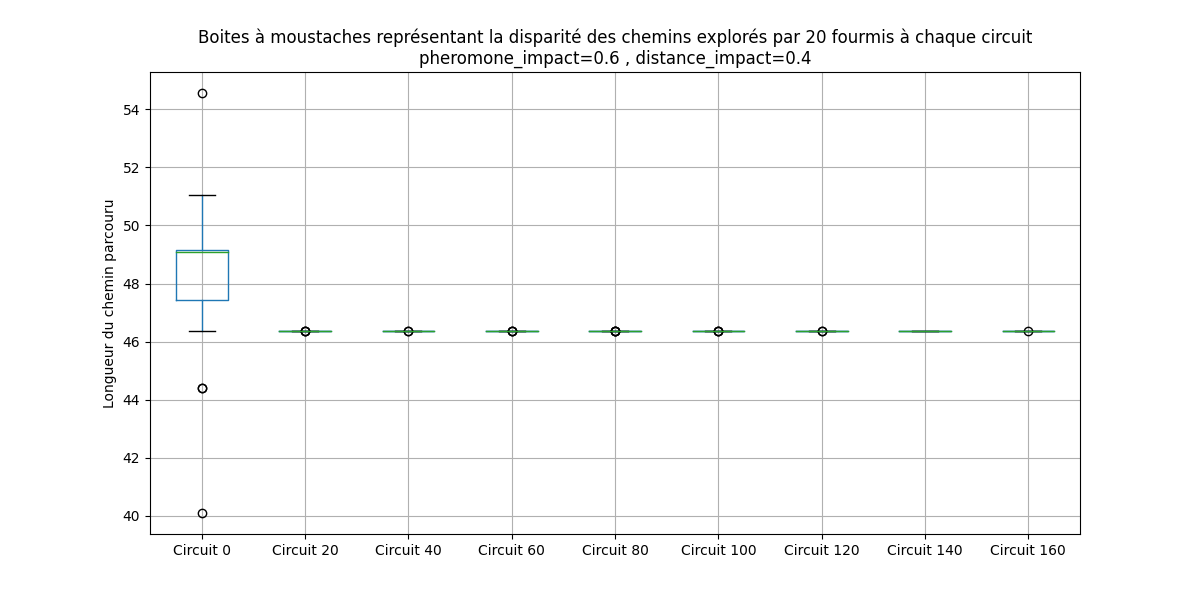 Boites à moustaches représentant la disparité des chemins explorés par 20 fourmis à chaque circuit
pheromone_impact=0.6 , distance_impact=0.4
Longueur du chemin parcouru
54
52
50
48
46
44
42
40
Circuit 0 Circuit 20 Circuit 40 Circuit 60 Circuit 80 Circuit 100 Circuit 120 Circuit 140 Circuit 160